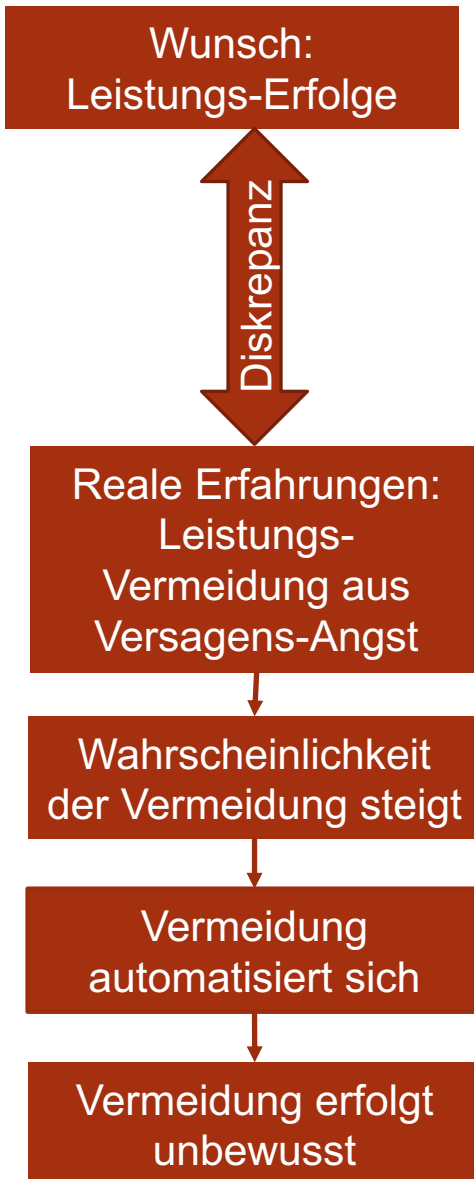 Wunsch:
Leistungs-Erfolge
Diskrepanz
Reale Erfahrungen:
Leistungs-
Vermeidung aus
Versagens-Angst
Wahrscheinlichkeit
der Vermeidung steigt
Vermeidung
automatisiert sich
Vermeidung erfolgt
unbewusst